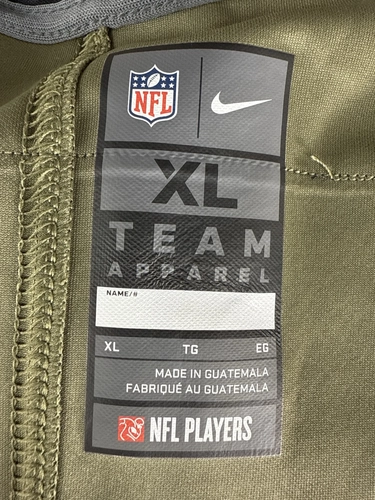 NFL
XL
TEAM
APPAREL
NAME/#
XL TG EG
MADE IN GUATEMALA
FABRIQUÉ AU GUATEMALA
NFL PLAYERS